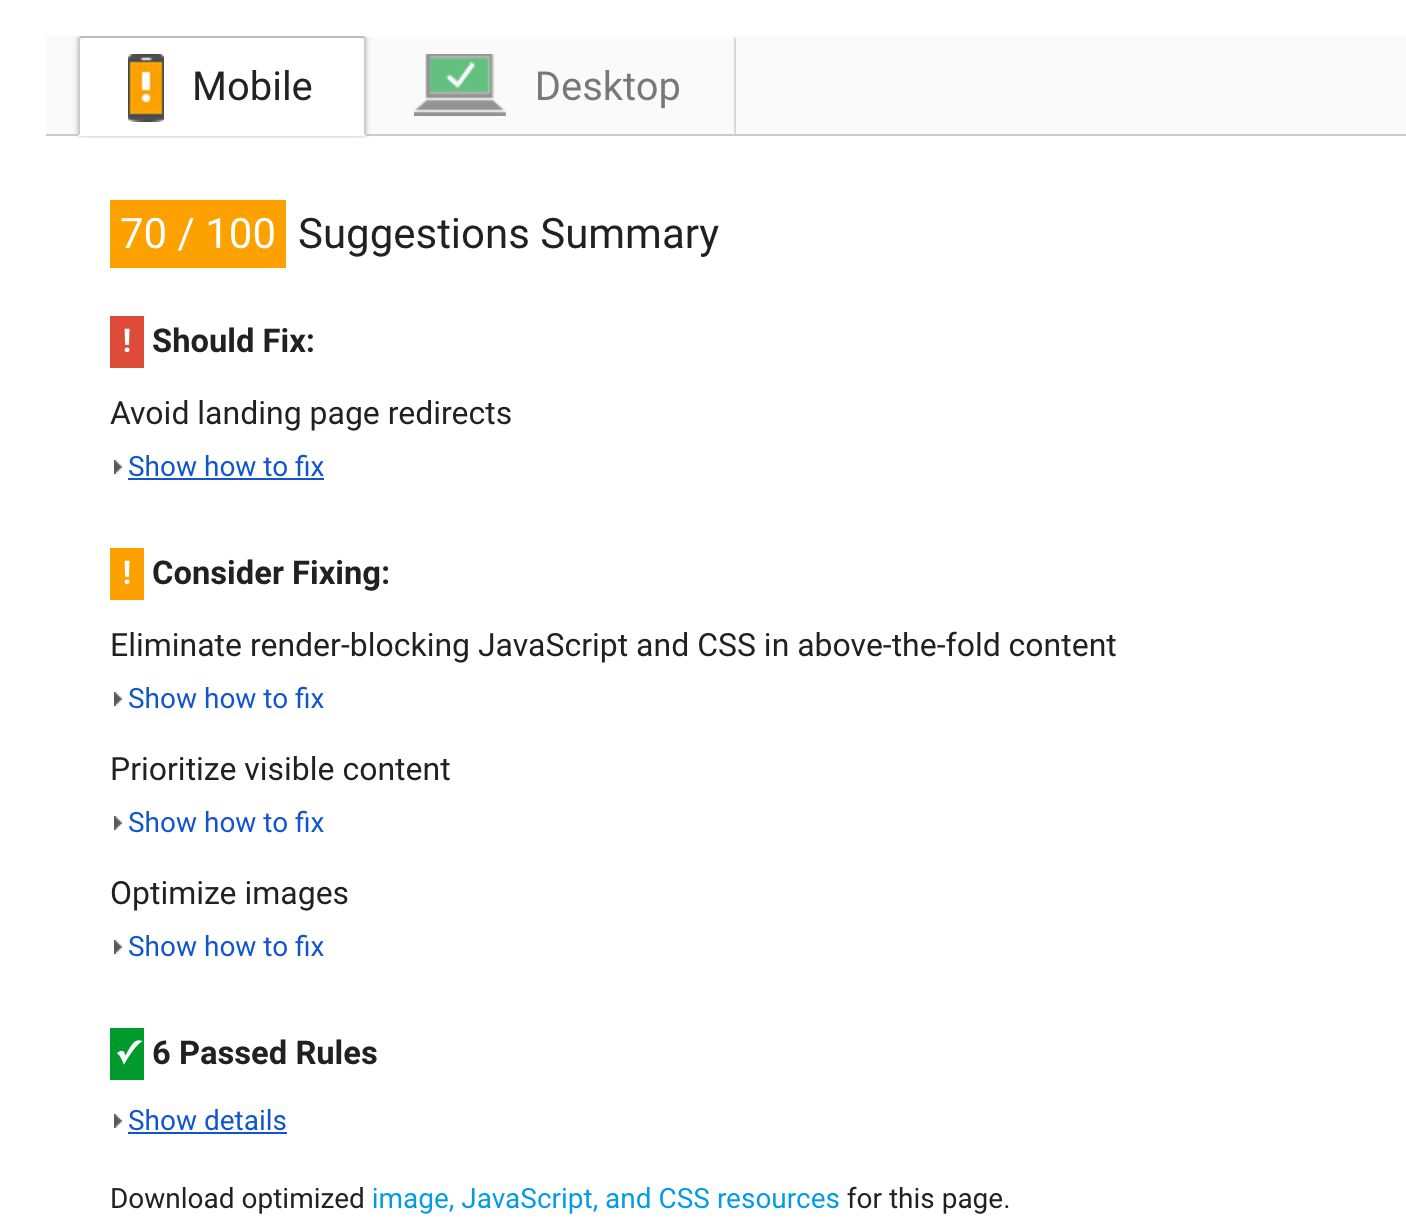 Mobile
Desktop
70 / 100 Suggestions Summary
! Should Fix:
Avoid landing page redirects
Show how to fix
! Consider Fixing:
Eliminate render-blocking JavaScript and CSS in above-the-fold content
Show how to fix
Prioritize visible content
Show how to fix
Optimize images
Show how to fix
✓ 6 Passed Rules
Show details
Download optimized image, JavaScript, and CSS resources for this page.